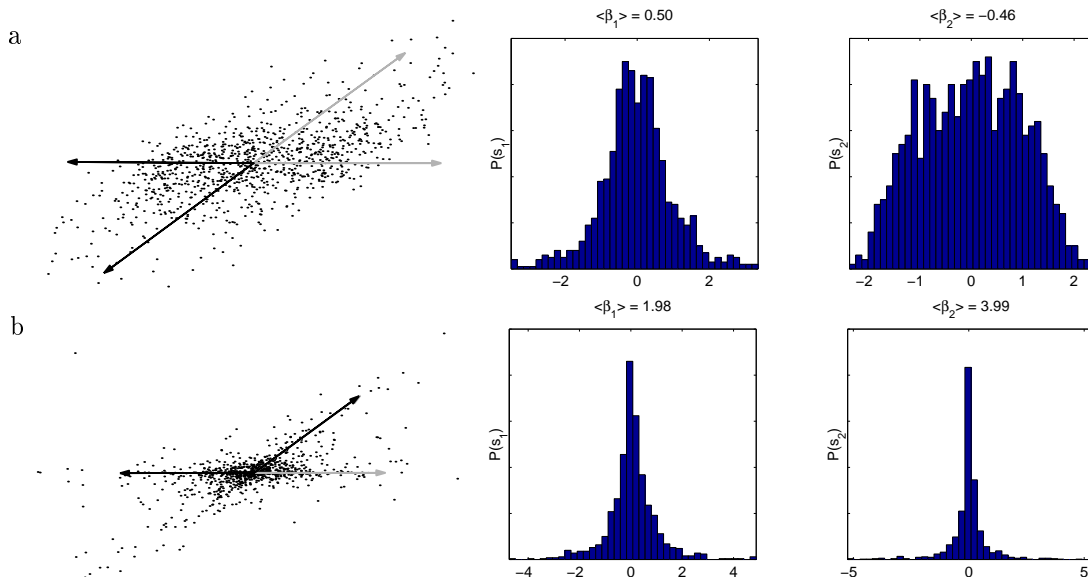 a
<β₁> = 0.50
P(s₁)
−2 0 2
<β₂> = −0.46
P(s₂)
−2 −1 0 1 2
b
<β₁> = 1.98
P(s₁)
−4 −2 0 2 4
<β₂> = 3.99
P(s₂)
−5 0 5